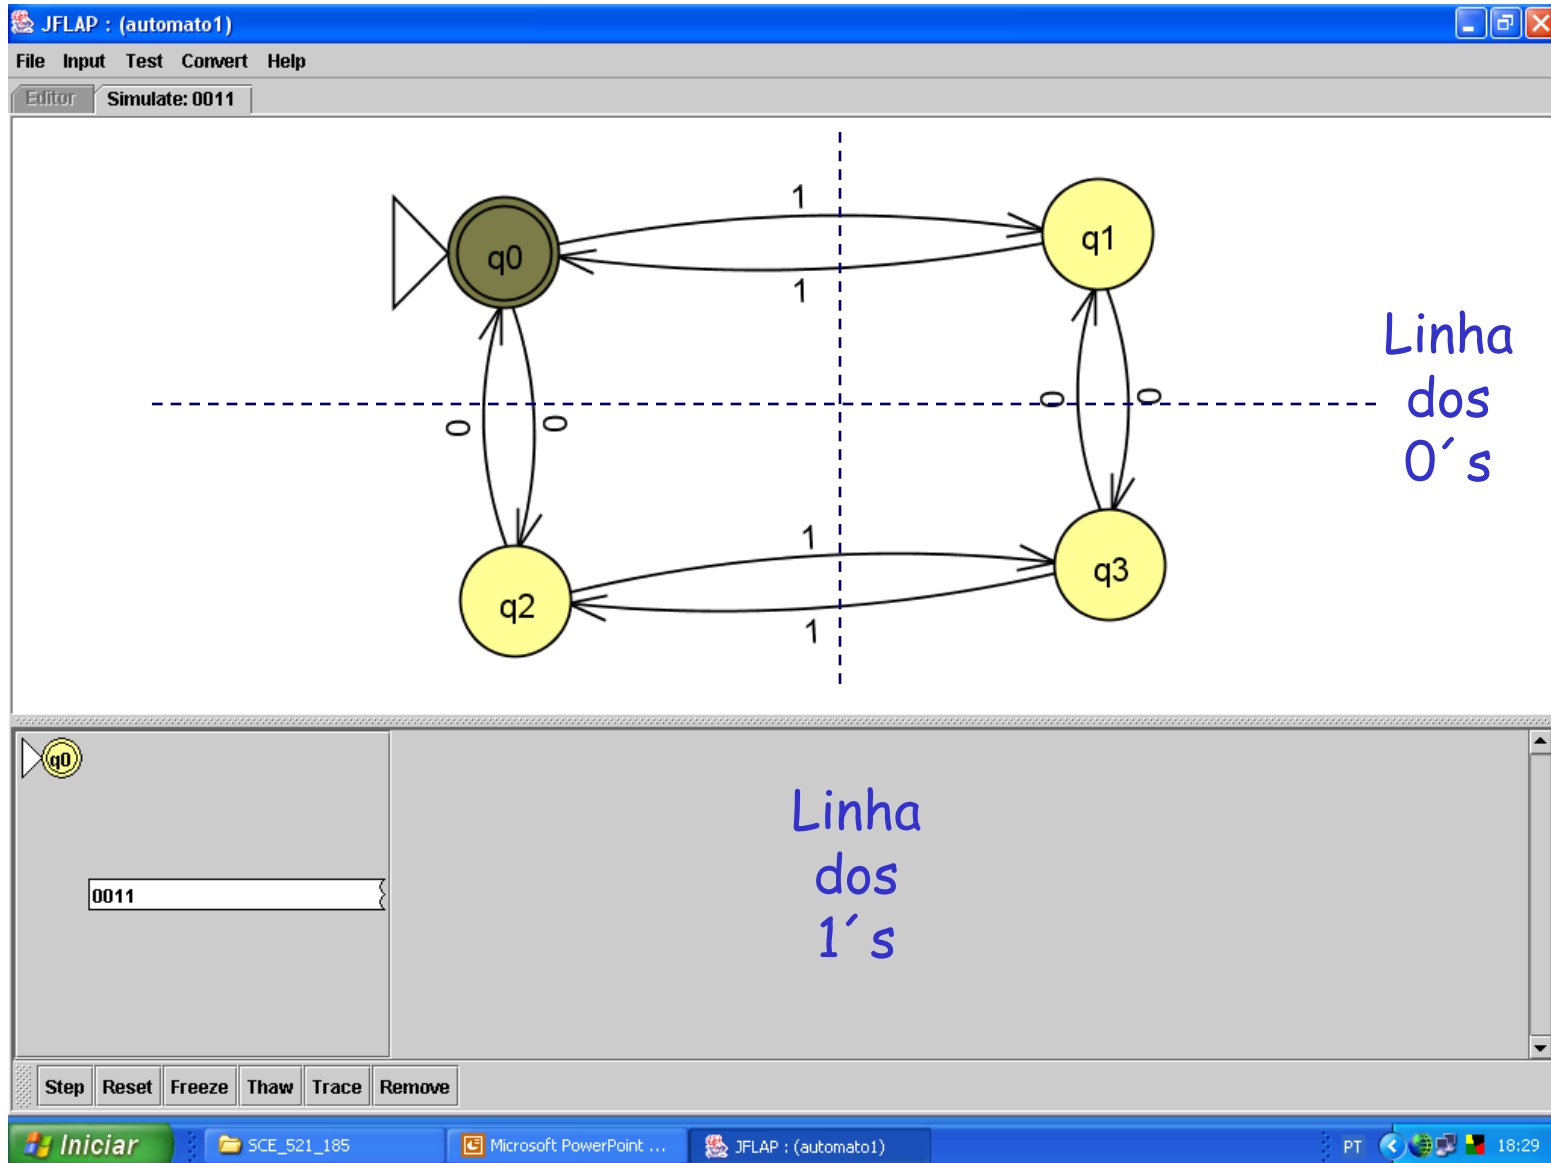 JFLAP : (automato1)
File Input Test Convert Help
Editor Simulate: 0011
1
q0
q1
1
Linha
dos
0´s
0
0
0
0
1
q2
q3
1
q0
0011
Linha
dos
1´s
Step Reset Freeze Thaw Trace Remove
Iniciar SCE_521_185 Microsoft PowerPoint ... JFLAP : (automato1) PT 18:29